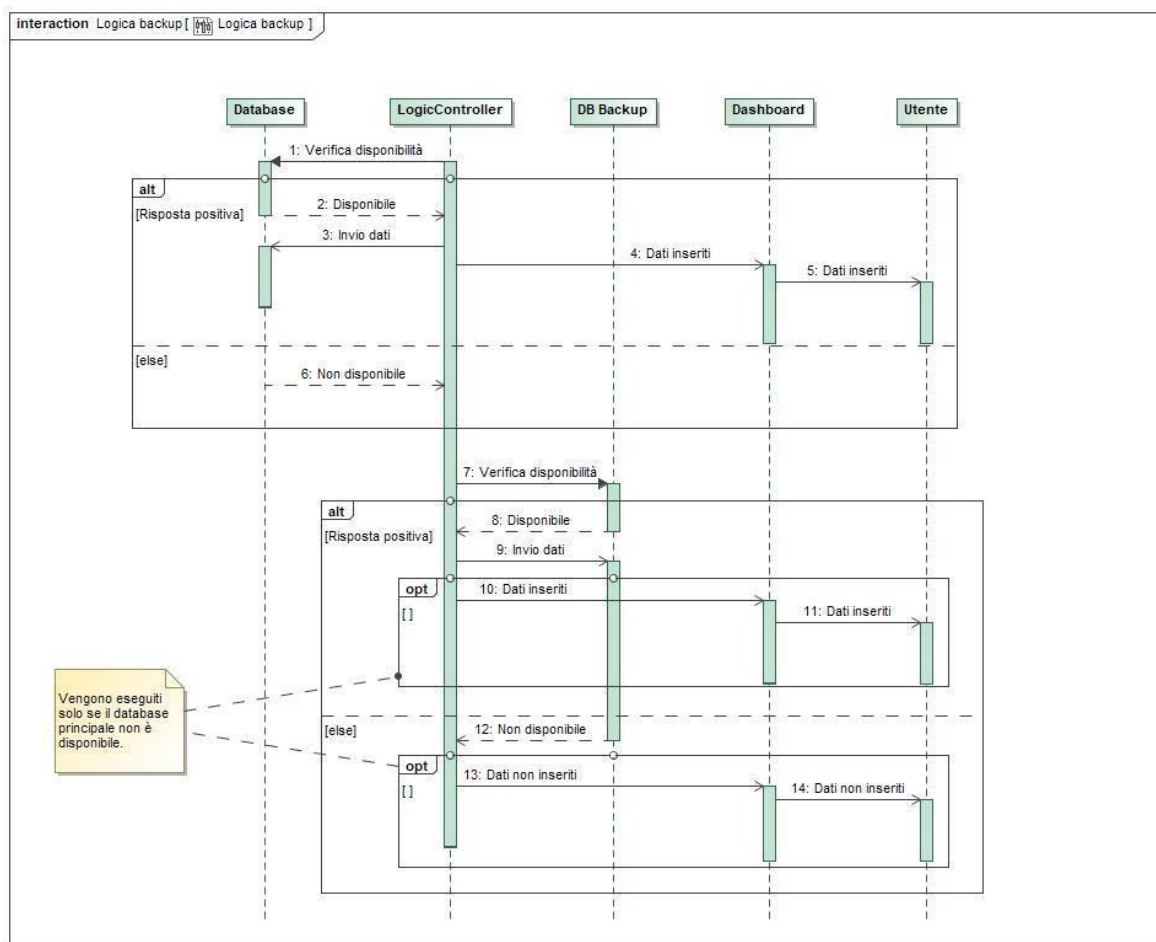 interaction Logica backup [ Logica backup ]
Database
LogicController
DB Backup
Dashboard
Utente
1: Verifica disponibilità
alt
[Risposta positiva]
2: Disponibile
3: Invio dati
4: Dati inseriti
5: Dati inseriti
[else]
6: Non disponibile
7: Verifica disponibilità
alt
8: Disponibile
[Risposta positiva]
9: Invio dati
opt
10: Dati inseriti
[ ]
11: Dati inseriti
Vengono eseguiti
solo se il database
principale non è
disponibile.
[else]
12: Non disponibile
opt
13: Dati non inseriti
[ ]
14: Dati non inseriti